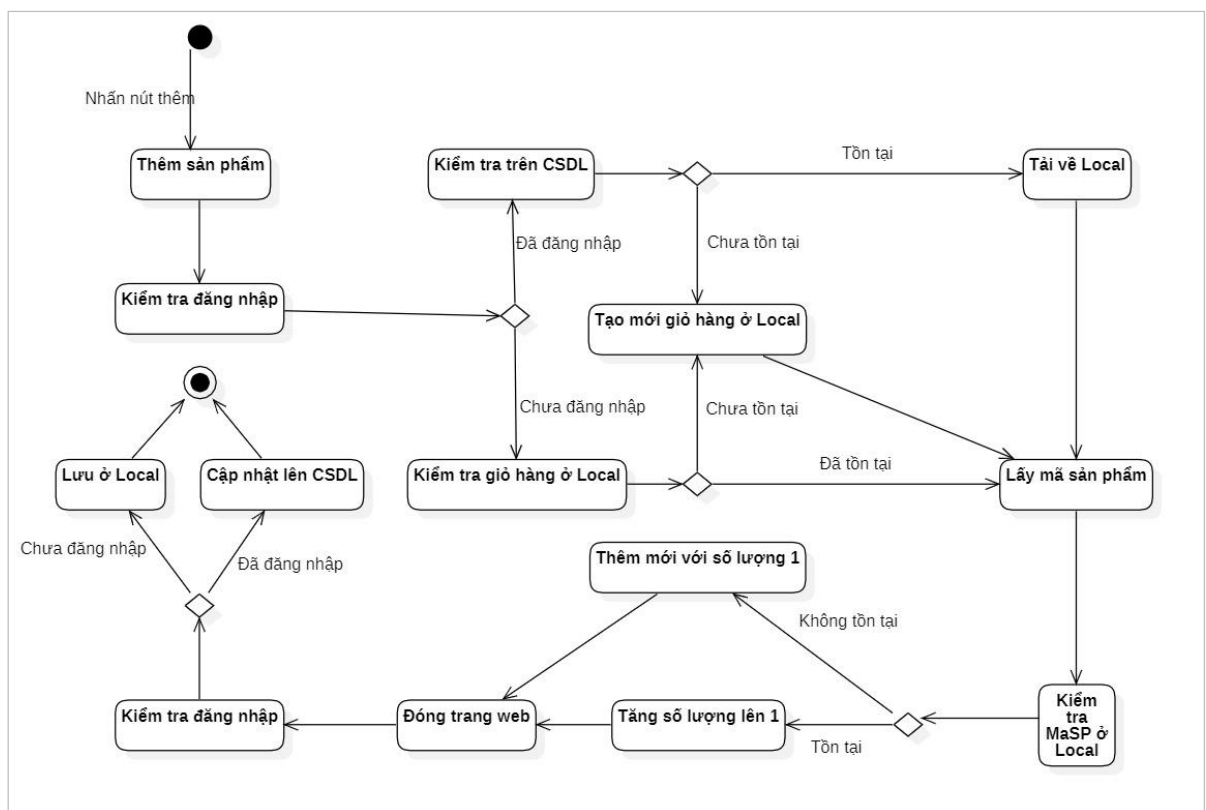 Nhấn nút thêm
Thêm sản phẩm
Kiểm tra trên CSDL
Tồn tại
Tải về Local
Đã đăng nhập
Chưa tồn tại
Kiểm tra đăng nhập
Tạo mới giỏ hàng ở Local
Chưa đăng nhập
Chưa tồn tại
Lưu ở Local
Cập nhật lên CSDL
Kiểm tra giỏ hàng ở Local
Đã tồn tại
Lấy mã sản phẩm
Chưa đăng nhập
Đã đăng nhập
Thêm mới với số lượng 1
Không tồn tại
Kiểm tra đăng nhập
Đóng trang web
Tăng số lượng lên 1
Tồn tại
Kiểm
tra
MaSP ở
Local